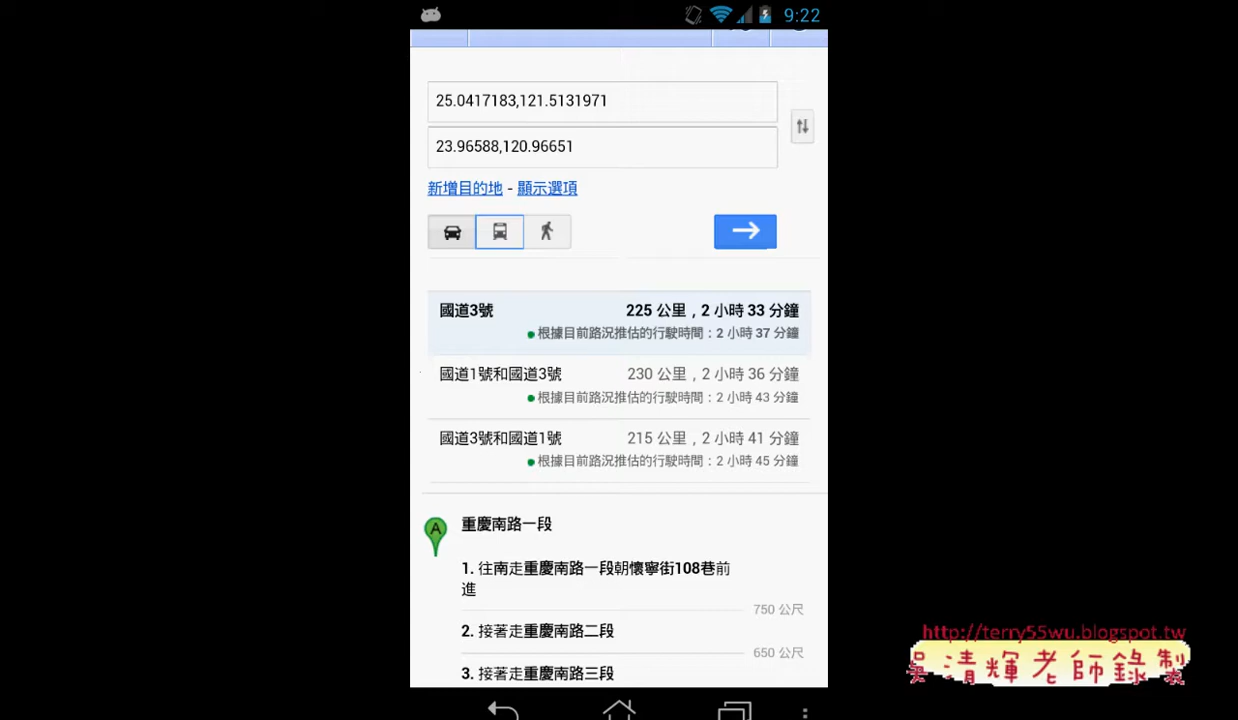 9:22
25.0417183,121.5131971
23.96588,120.96651
新增目的地 - 顯示選項
國道3號 225 公里，2 小時 33 分鐘
根據目前路況推估的行駛時間：2 小時 37 分鐘
國道1號和國道3號 230 公里，2 小時 36 分鐘
根據目前路況推估的行駛時間：2 小時 43 分鐘
國道3號和國道1號 215 公里，2 小時 41 分鐘
根據目前路況推估的行駛時間：2 小時 45 分鐘
A 重慶南路一段
1. 往南走重慶南路一段朝懷寧街108巷前
進
750 公尺
2. 接著走重慶南路二段
650 公尺
3. 接著走重慶南路三段
http://terry55wu.blogspot.tw
吳清輝老師錄製